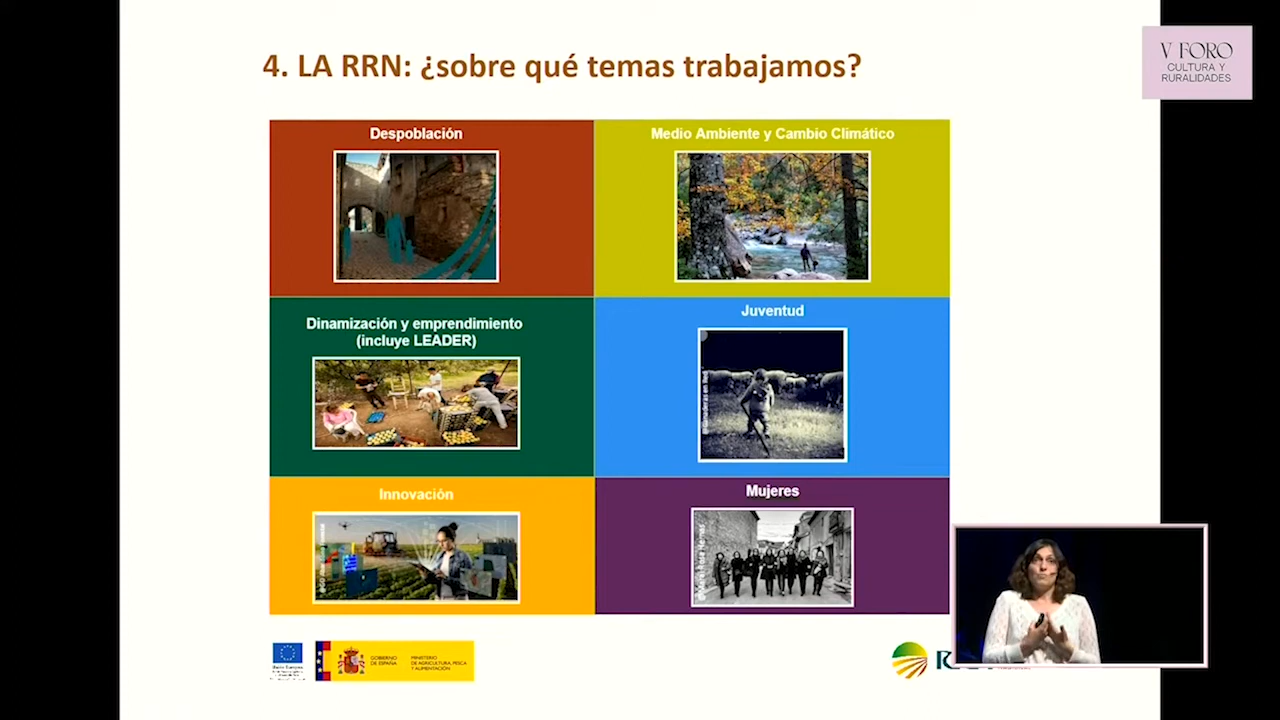 4. LA RRN: ¿sobre qué temas trabajamos?
V FORO
CULTURA Y
RURALIDADES
Despoblación
Medio Ambiente y Cambio Climático
Dinamización y emprendimiento
(incluye LEADER)
Juventud
Innovación
Mujeres
GOBIERNO
DE ESPAÑA
MINISTERIO
DE AGRICULTURA, PESCA
Y ALIMENTACIÓN